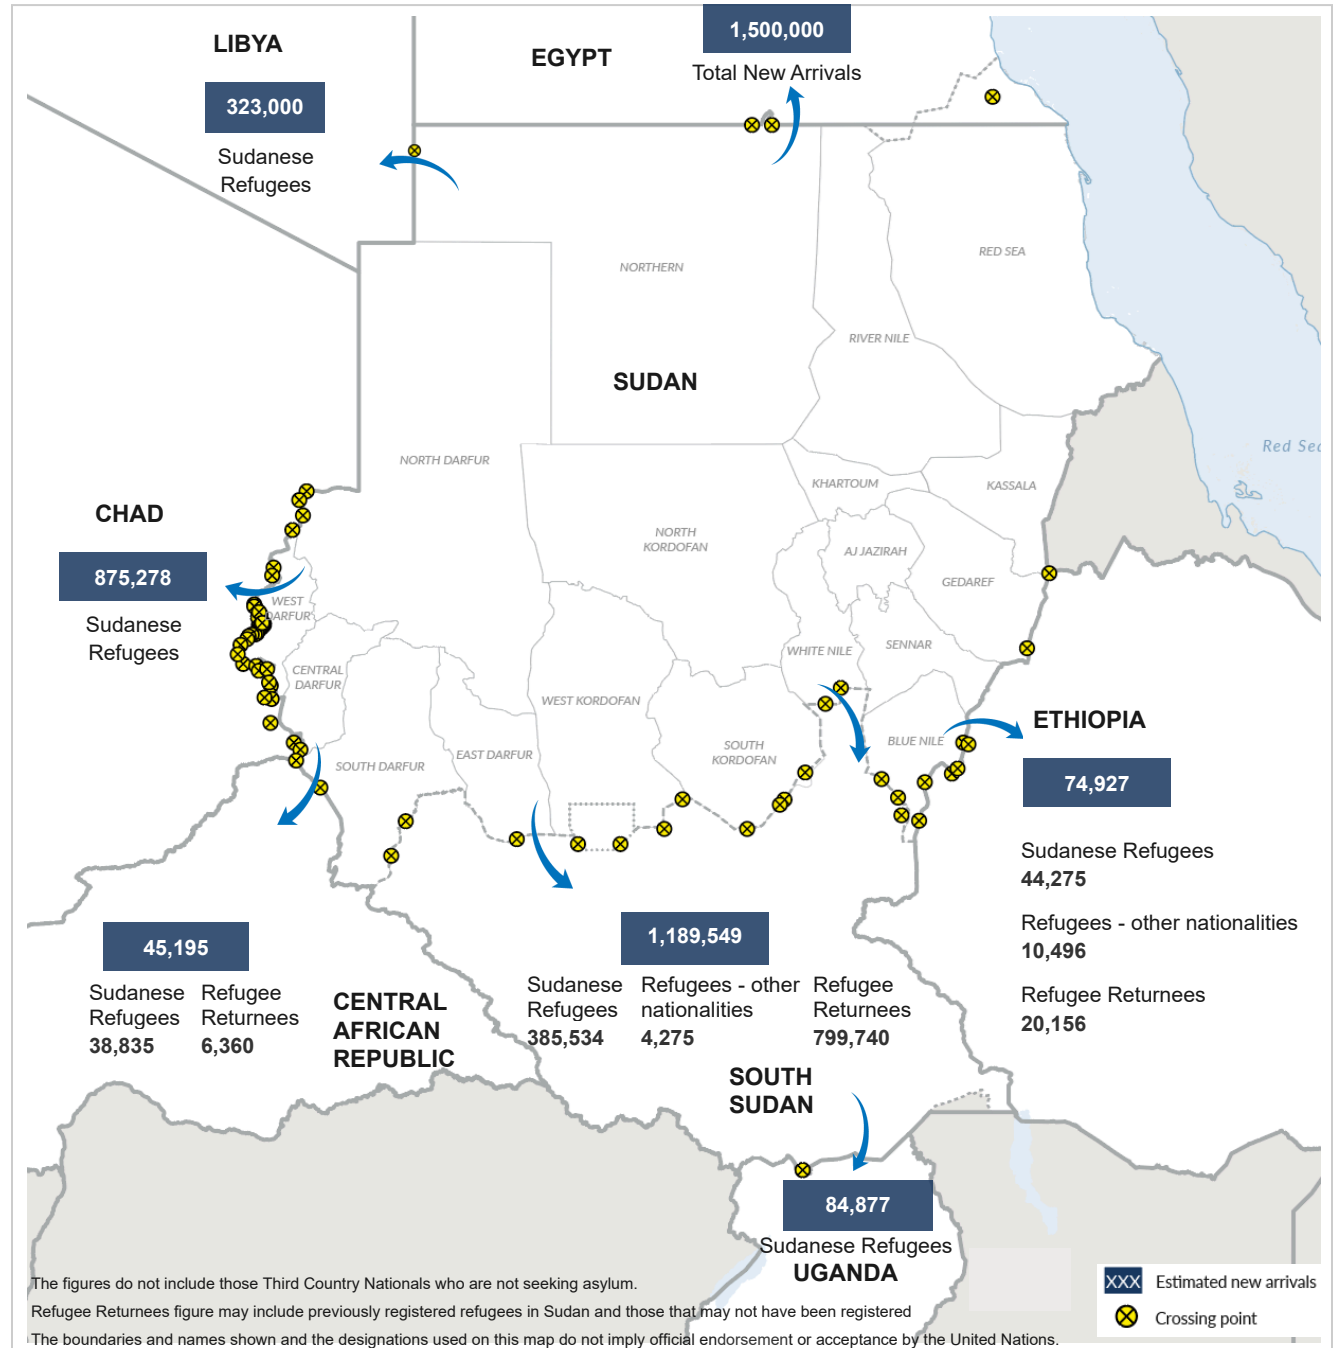 LIBYA
323,000
Sudanese
Refugees
EGYPT
1,500,000
Total New Arrivals
NORTHERN
RED SEA
RIVER NILE
SUDAN
NORTH DARFUR
Red Sea
KHARTOUM
KASSALA
CHAD
875,278
Sudanese
Refugees
NORTH
KORDOFAN
AJ JAZIRAH
GEDAREF
WEST
DARFUR
WHITE NILE
SENNAR
CENTRAL
DARFUR
WEST KORDOFAN
SOUTH
KORDOFAN
BLUE NILE
EAST DARFUR
SOUTH DARFUR
ETHIOPIA
74,927
Sudanese Refugees
44,275
Refugees - other nationalities
10,496
Refugee Returnees
20,156
45,195
Sudanese
Refugees
38,835
Refugee
Returnees
6,360
CENTRAL
AFRICAN
REPUBLIC
1,189,549
Sudanese
Refugees
385,534
Refugees - other
nationalities
4,275
Refugee
Returnees
799,740
SOUTH
SUDAN
84,877
Sudanese Refugees
UGANDA
The figures do not include those Third Country Nationals who are not seeking asylum.
Refugee Returnees figure may include previously registered refugees in Sudan and those that may not have been registered
The boundaries and names shown and the designations used on this map do not imply official endorsement or acceptance by the United Nations.
XXX Estimated new arrivals
Crossing point